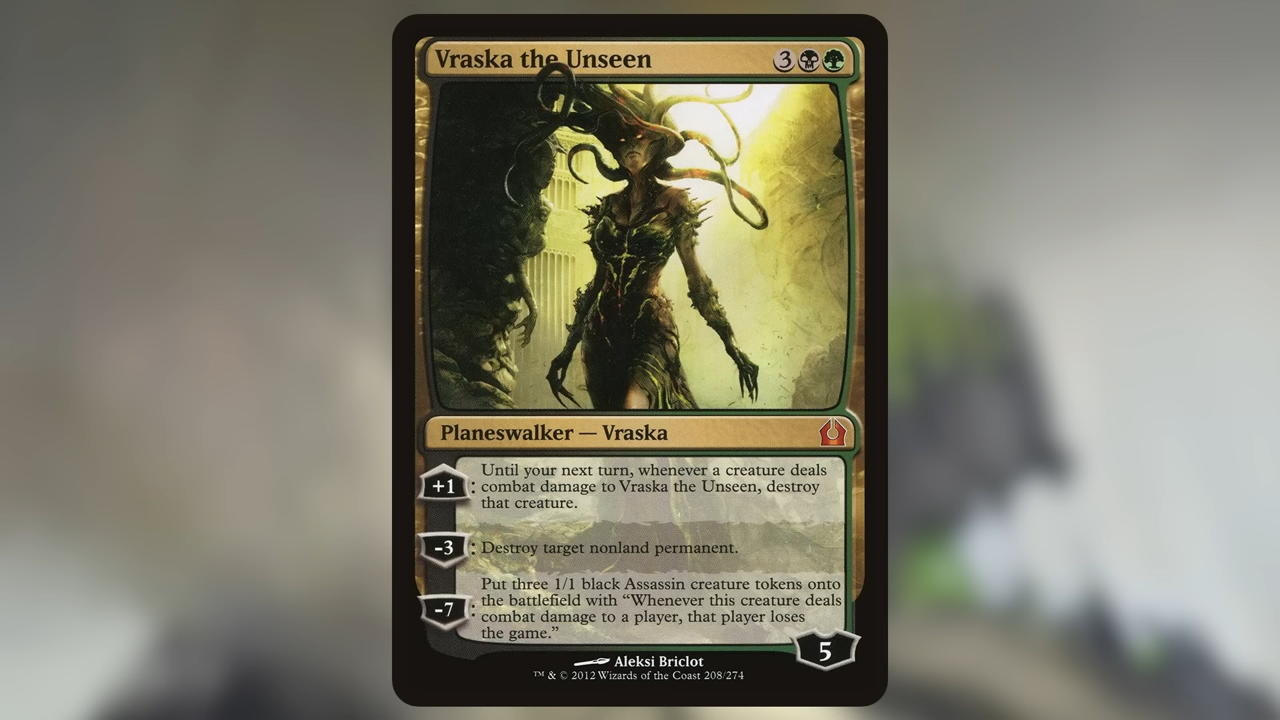 Vraska the Unseen 3
Planeswalker — Vraska
+1: Until your next turn, whenever a creature deals
combat damage to Vraska the Unseen, destroy
that creature.
-3: Destroy target nonland permanent.
Put three 1/1 black Assassin creature tokens onto
the battlefield with “Whenever this creature deals
-7: combat damage to a player, that player loses
the game.”
5
Aleksi Briclot
™ & © 2012 Wizards of the Coast 208/274